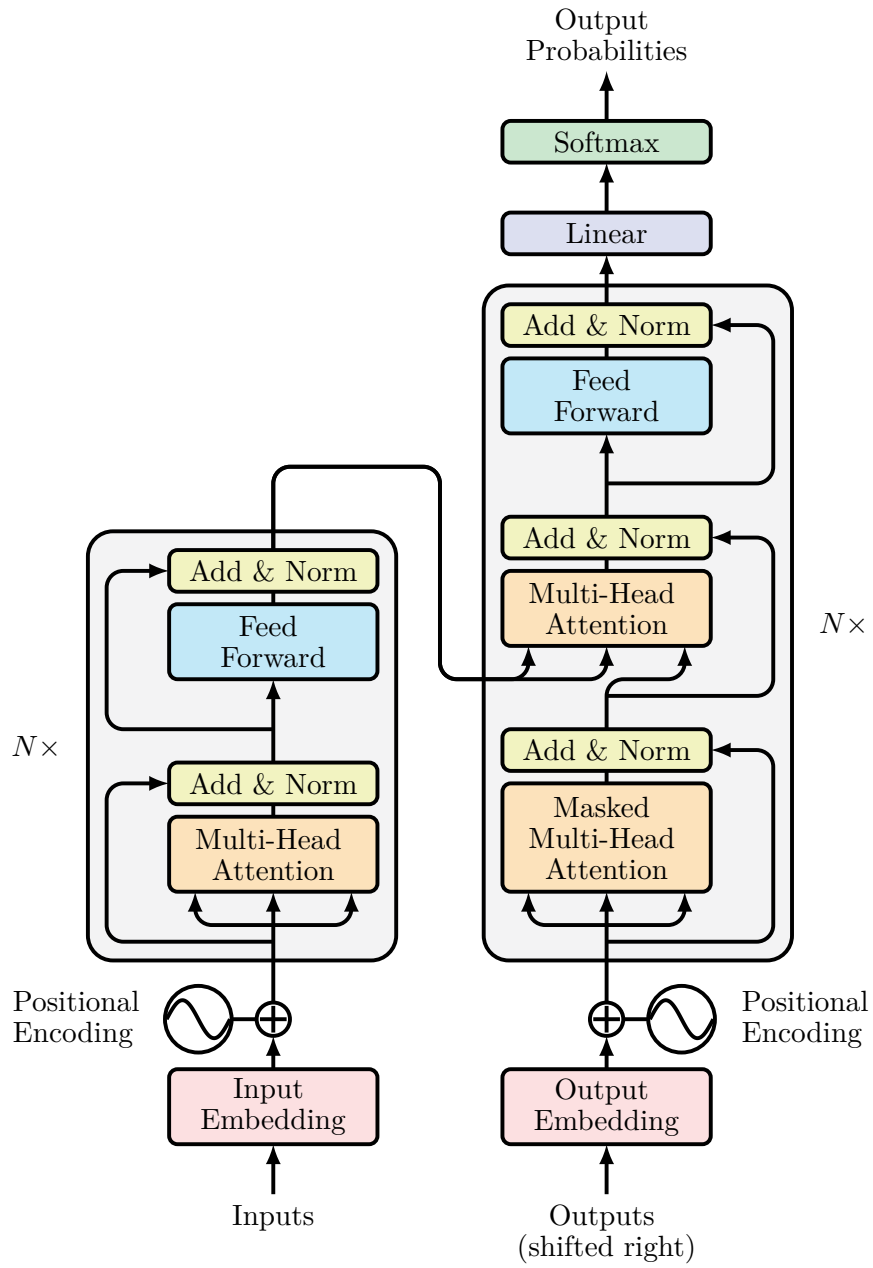 Output
Probabilities
Softmax
Linear
Add & Norm
Feed
Forward
Add & Norm
Multi-Head
Attention
N×
Add & Norm
Masked
Multi-Head
Attention
Add & Norm
Feed
Forward
N×
Add & Norm
Multi-Head
Attention
Positional
Encoding
Positional
Encoding
Input
Embedding
Output
Embedding
Inputs
Outputs
(shifted right)